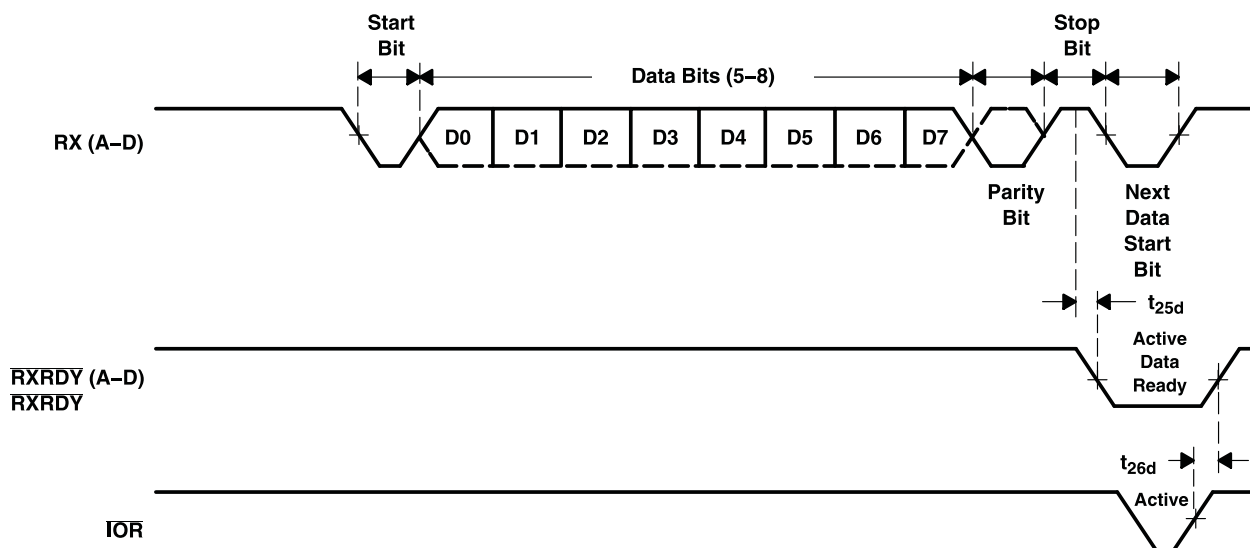 Start
Bit
Stop
Bit
Data Bits (5–8)
RX (A–D)
D0 D1 D2 D3 D4 D5 D6 D7
Parity
Bit
Next
Data
Start
Bit
t25d
RXRDY (A–D)
RXRDY
Active
Data
Ready
t26d
IOR
Active